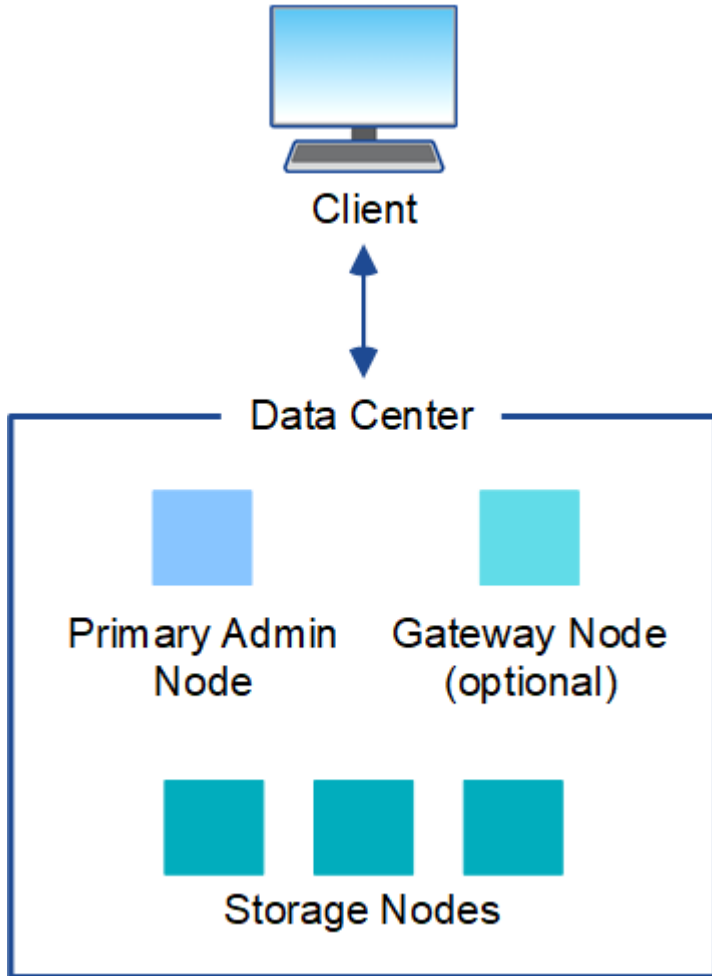 Client
Data Center
Primary Admin
Node
Gateway Node
(optional)
Storage Nodes